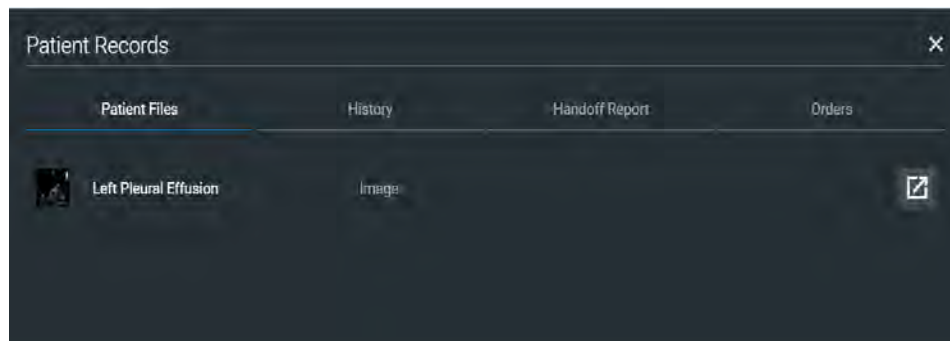 Patient Records
Patient Files History Handoff Report Orders
Left Pleural Effusion Image